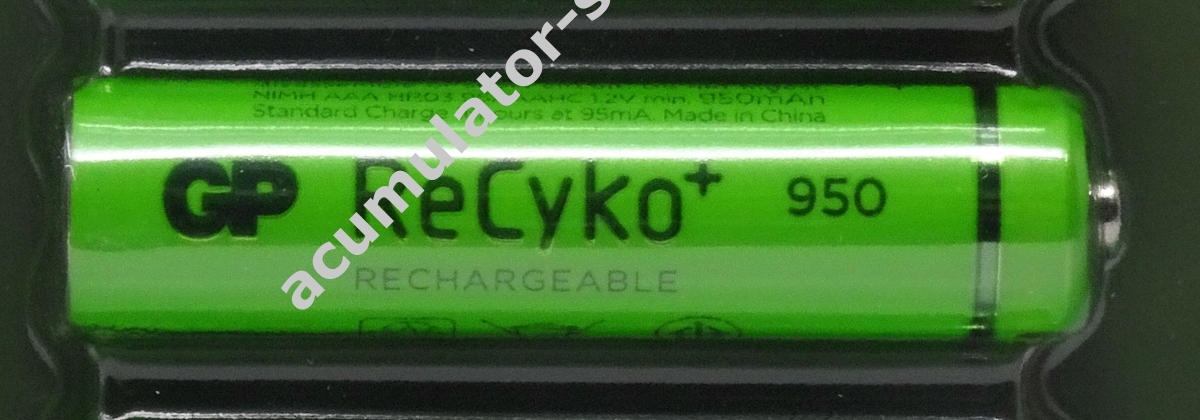 NiMH AAA HR03 1.2V min. 950mAh
Standard Charge at 95mA. Made in China
GP ReCyko+ 950
RECHARGEABLE
acumulator-s